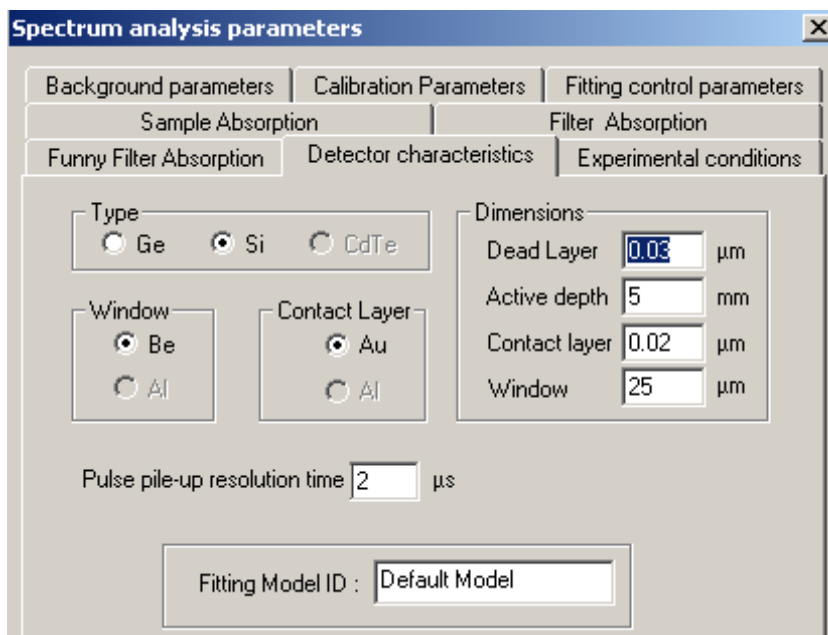 Spectrum analysis parameters
Background parameters Calibration Parameters Fitting control parameters
Sample Absorption Filter Absorption
Funny Filter Absorption Detector characteristics Experimental conditions
Type
Ge Si CdTe
Window
Be
Al
Contact Layer
Au
Al
Dimensions
Dead Layer 0.03 µm
Active depth 5 mm
Contact layer 0.02 µm
Window 25 µm
Pulse pile-up resolution time 2 µs
Fitting Model ID : Default Model